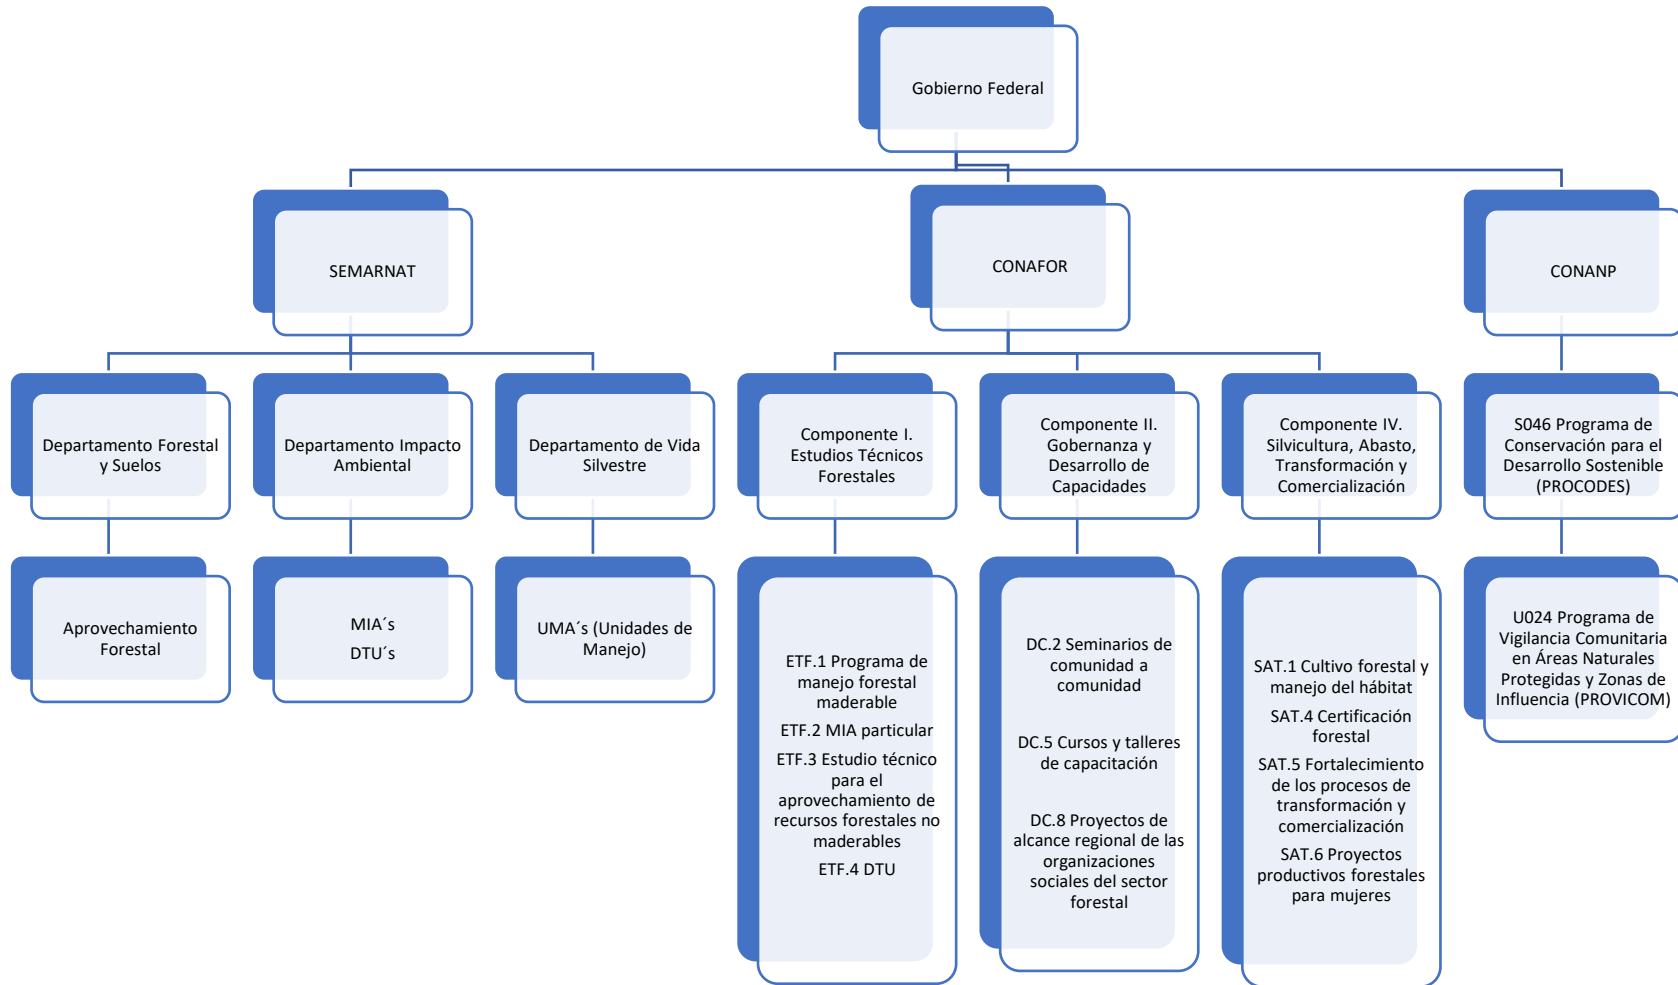 Gobierno Federal
SEMARNAT
CONAFOR
CONANP
Departamento Forestal
y Suelos
Departamento Impacto
Ambiental
Departamento de Vida
Silvestre
Componente I.
Estudios Técnicos
Forestales
Componente II.
Gobernanza y
Desarrollo de
Capacidades
Componente IV.
Silvicultura, Abasto,
Transformación y
Comercialización
S046 Programa de
Conservación para el
Desarrollo Sostenible
(PROCODES)
Aprovechamiento
Forestal
MIA´s
DTU´s
UMA´s (Unidades de
Manejo)
ETF.1 Programa de
manejo forestal
maderable
ETF.2 MIA particular
ETF.3 Estudio técnico
para el
aprovechamiento de
recursos forestales no
maderables
ETF.4 DTU
DC.2 Seminarios de
comunidad a
comunidad
DC.5 Cursos y talleres
de capacitación
DC.8 Proyectos de
alcance regional de las
organizaciones
sociales del sector
forestal
SAT.1 Cultivo forestal y
manejo del hábitat
SAT.4 Certificación
forestal
SAT.5 Fortalecimiento
de los procesos de
transformación y
comercialización
SAT.6 Proyectos
productivos forestales
para mujeres
U024 Programa de
Vigilancia Comunitaria
en Áreas Naturales
Protegidas y Zonas de
Influencia (PROVICOM)